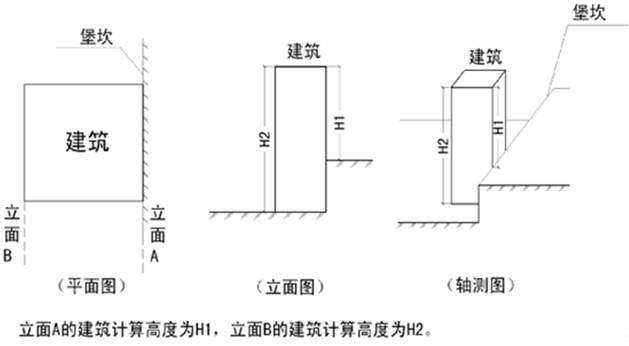 堡坎
建筑
立面B
立面A
(平面图)
建筑
H2
H1
(立面图)
堡坎
建筑
H2
H1
(轴测图)
立面A的建筑计算高度为H1，立面B的建筑计算高度为H2。